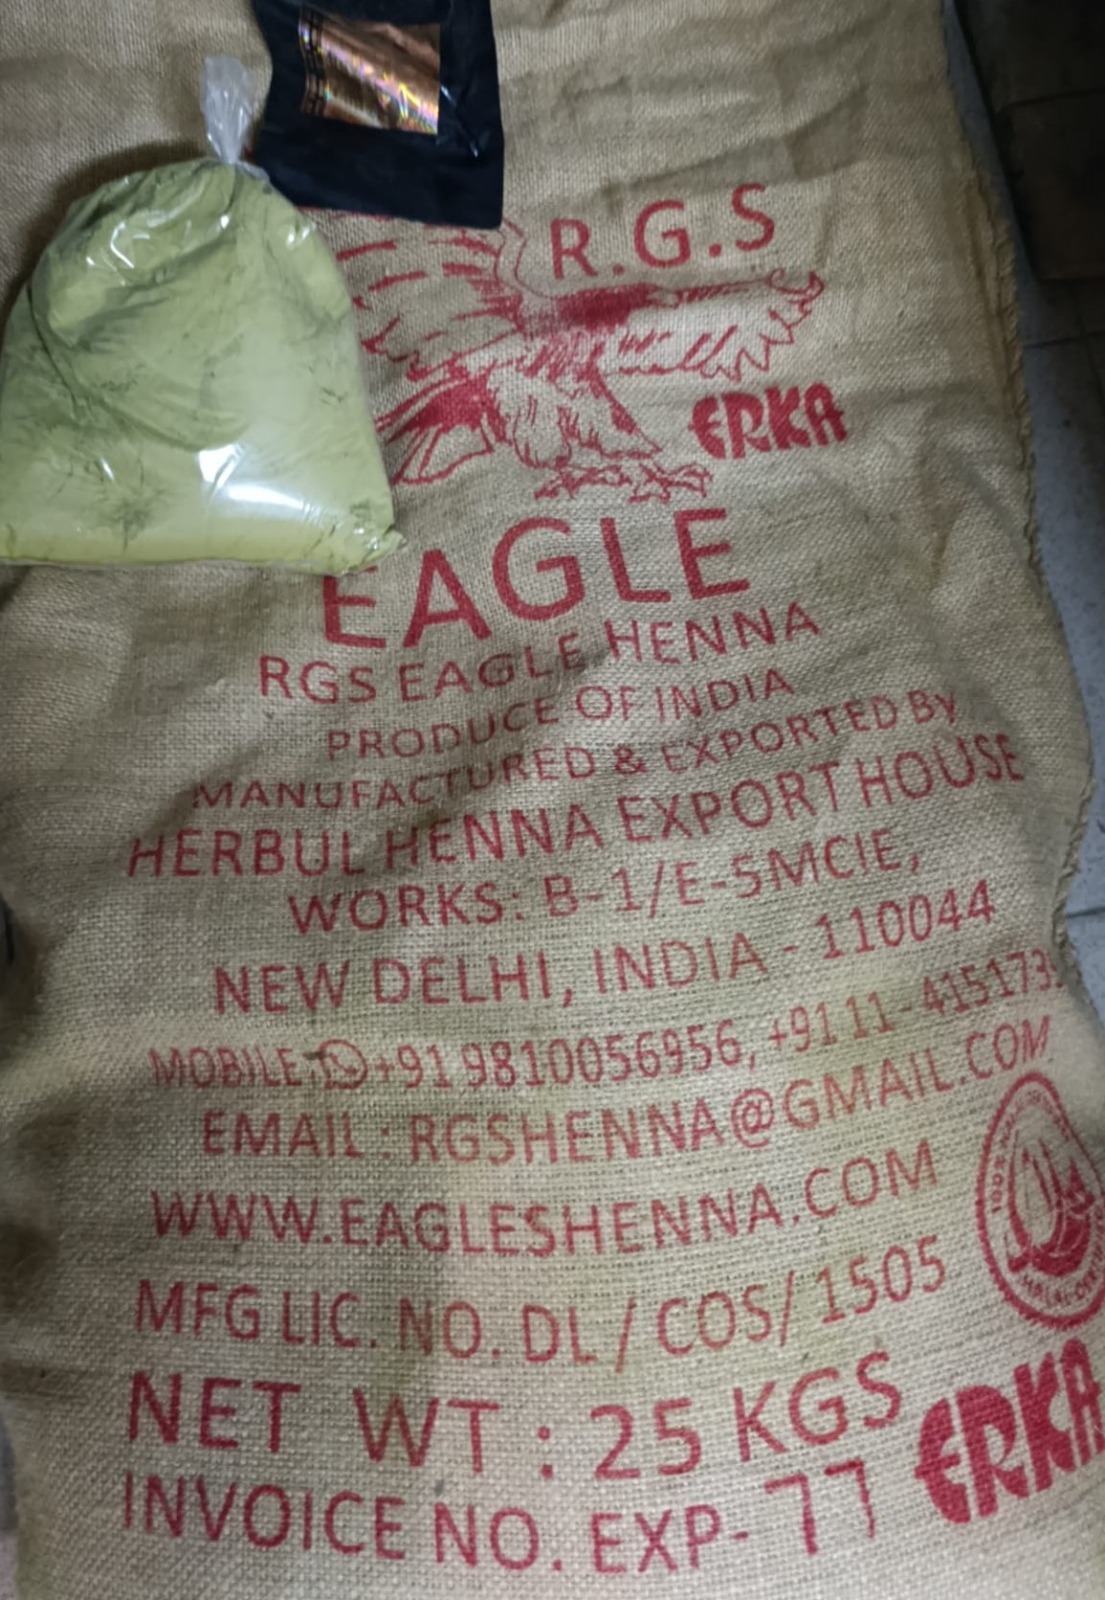 R.G.S
ERKA
EAGLE
RGS EAGLE HENNA
PRODUCE OF INDIA
MANUFACTURED & EXPORTED By
HERBUL HENNA EXPORT HOUSE
WORKS: B-1/E-5MCIE,
NEW DELHI, INDIA - 110044
MOBILE: +91 9810056956, +91 11-415173
EMAIL : RGSHENNA@GMAIL.COM
WWW.EAGLESHENNA.COM
MFG LIC. NO. DL / COS/ 1505
HALAL
NET WT : 25 KGS
ERKA
INVOICE NO. EXP- 77